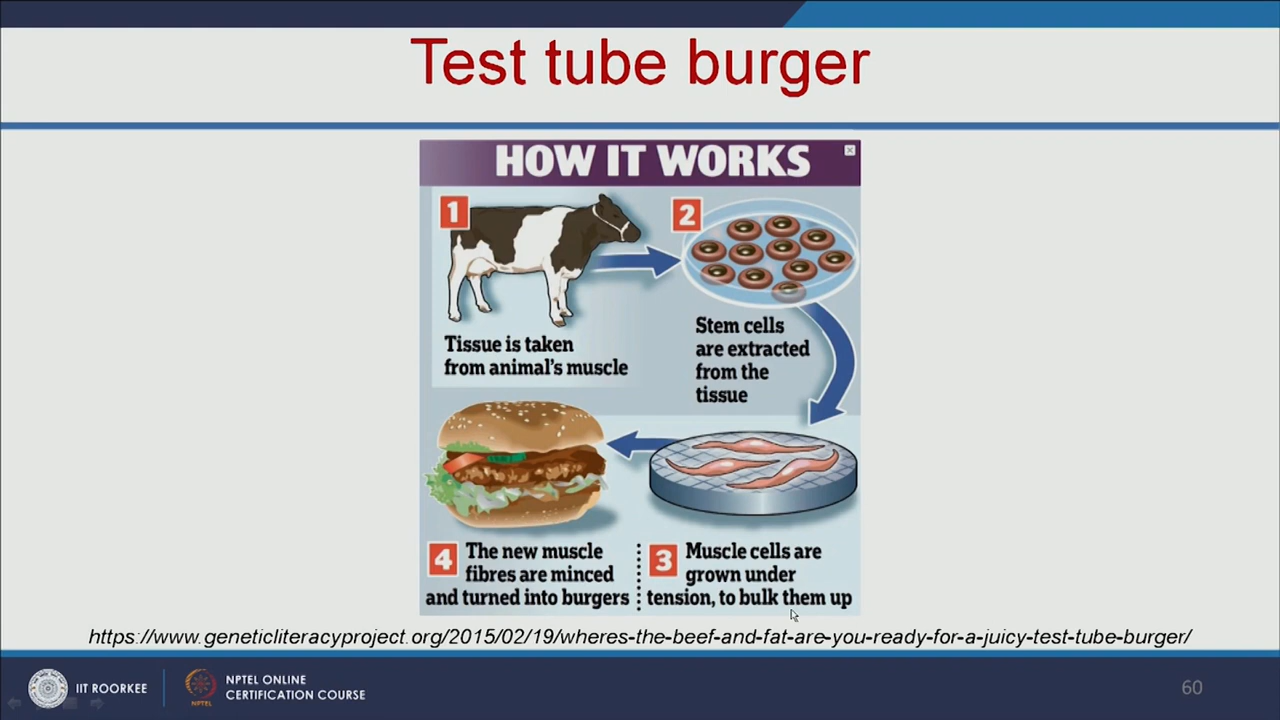 Test tube burger
HOW IT WORKS
1
Tissue is taken
from animal's muscle
2
Stem cells
are extracted
from the
tissue
3 Muscle cells are
grown under
tension, to bulk them up
4 The new muscle
fibres are minced
and turned into burgers
https://www.geneticliteracyproject.org/2015/02/19/wheres-the-beef-and-fat-are-you-ready-for-a-juicy-test-tube-burger/
IIT ROORKEE
NPTEL
NPTEL ONLINE
CERTIFICATION COURSE
60